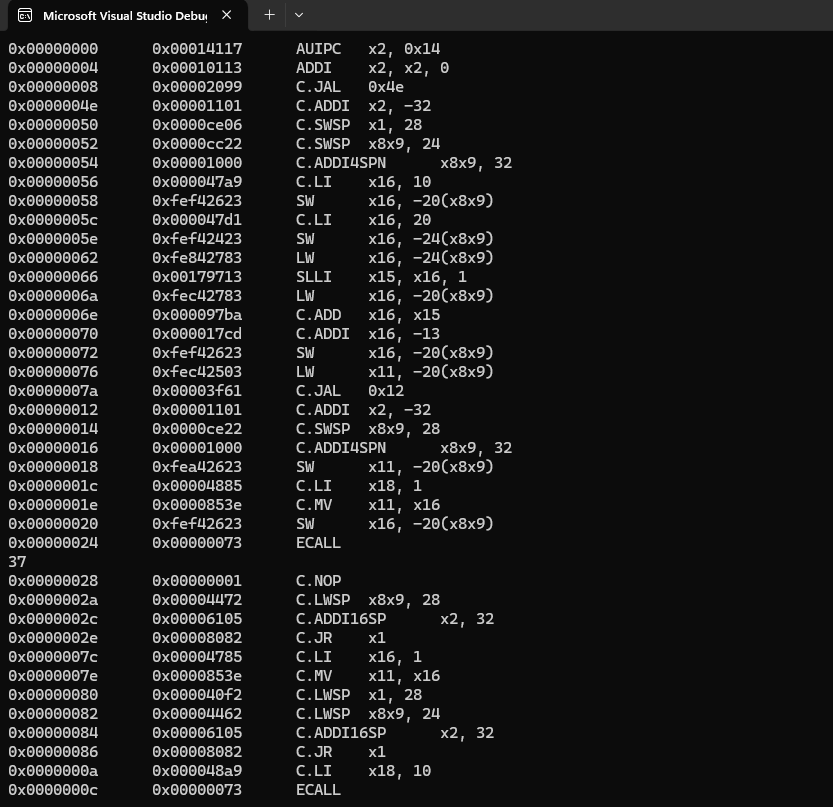 Microsoft Visual Studio Debu
0x00000000 0x00014117 AUIPC x2, 0x14
0x00000004 0x00010113 ADDI x2, x2, 0
0x00000008 0x00002099 C.JAL 0x4e
0x0000004e 0x00001101 C.ADDI x2, -32
0x00000050 0x0000ce06 C.SWSP x1, 28
0x00000052 0x0000cc22 C.SWSP x8x9, 24
0x00000054 0x00001000 C.ADDI4SPN x8x9, 32
0x00000056 0x000047a9 C.LI x16, 10
0x00000058 0xfef42623 SW x16, -20(x8x9)
0x0000005c 0x000047d1 C.LI x16, 20
0x0000005e 0xfef42423 SW x16, -24(x8x9)
0x00000062 0xfe842783 LW x16, -24(x8x9)
0x00000066 0x00179713 SLLI x15, x16, 1
0x0000006a 0xfec42783 LW x16, -20(x8x9)
0x0000006e 0x000097ba C.ADD x16, x15
0x00000070 0x000017cd C.ADDI x16, -13
0x00000072 0xfef42623 SW x16, -20(x8x9)
0x00000076 0xfec42503 LW x11, -20(x8x9)
0x0000007a 0x00003f61 C.JAL 0x12
0x00000012 0x00001101 C.ADDI x2, -32
0x00000014 0x0000ce22 C.SWSP x8x9, 28
0x00000016 0x00001000 C.ADDI4SPN x8x9, 32
0x00000018 0xfea42623 SW x11, -20(x8x9)
0x0000001c 0x00004885 C.LI x18, 1
0x0000001e 0x0000853e C.MV x11, x16
0x00000020 0xfef42623 SW x16, -20(x8x9)
0x00000024 0x00000073 ECALL
37
0x00000028 0x00000001 C.NOP
0x0000002a 0x00004472 C.LWSP x8x9, 28
0x0000002c 0x00006105 C.ADDI16SP x2, 32
0x0000002e 0x00008082 C.JR x1
0x0000007c 0x00004785 C.LI x16, 1
0x0000007e 0x0000853e C.MV x11, x16
0x00000080 0x000040f2 C.LWSP x1, 28
0x00000082 0x00004462 C.LWSP x8x9, 24
0x00000084 0x00006105 C.ADDI16SP x2, 32
0x00000086 0x00008082 C.JR x1
0x0000000a 0x000048a9 C.LI x18, 10
0x0000000c 0x00000073 ECALL